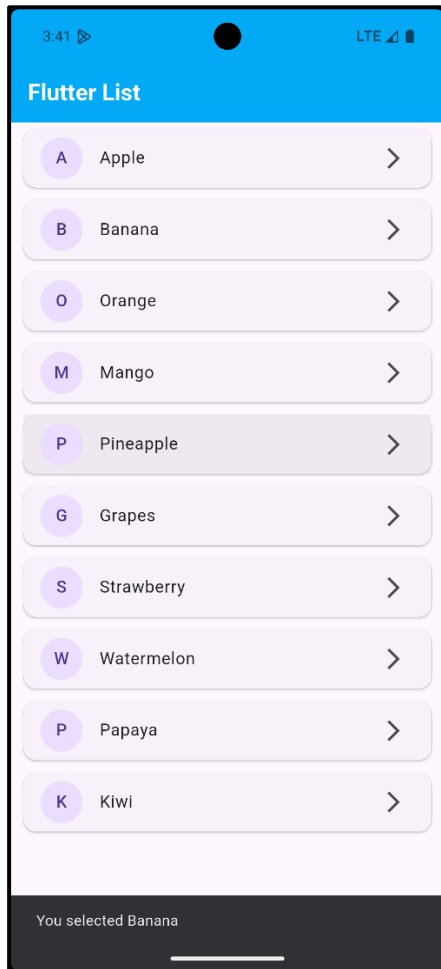 3:41 LTE
Flutter List
A Apple
B Banana
O Orange
M Mango
P Pineapple
G Grapes
S Strawberry
W Watermelon
P Papaya
K Kiwi
You selected Banana